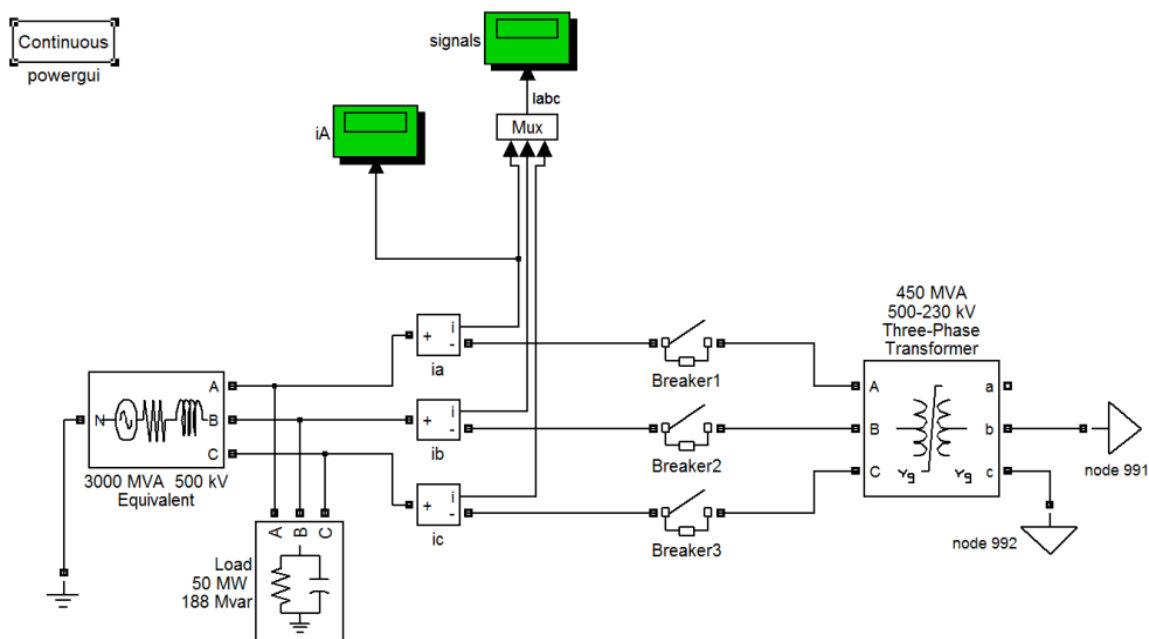 Continuous
powergui
signals
Iabc
iA
Mux
450 MVA
500-230 kV
Three-Phase
Transformer
+ i -
ia
Breaker1
A a
N A B C
+ i -
ib
Breaker2
B b
node 991
3000 MVA 500 kV
Equivalent
+ i -
ic
Breaker3
C c
Yg Yg
node 992
A B C
Load
50 MW
188 Mvar